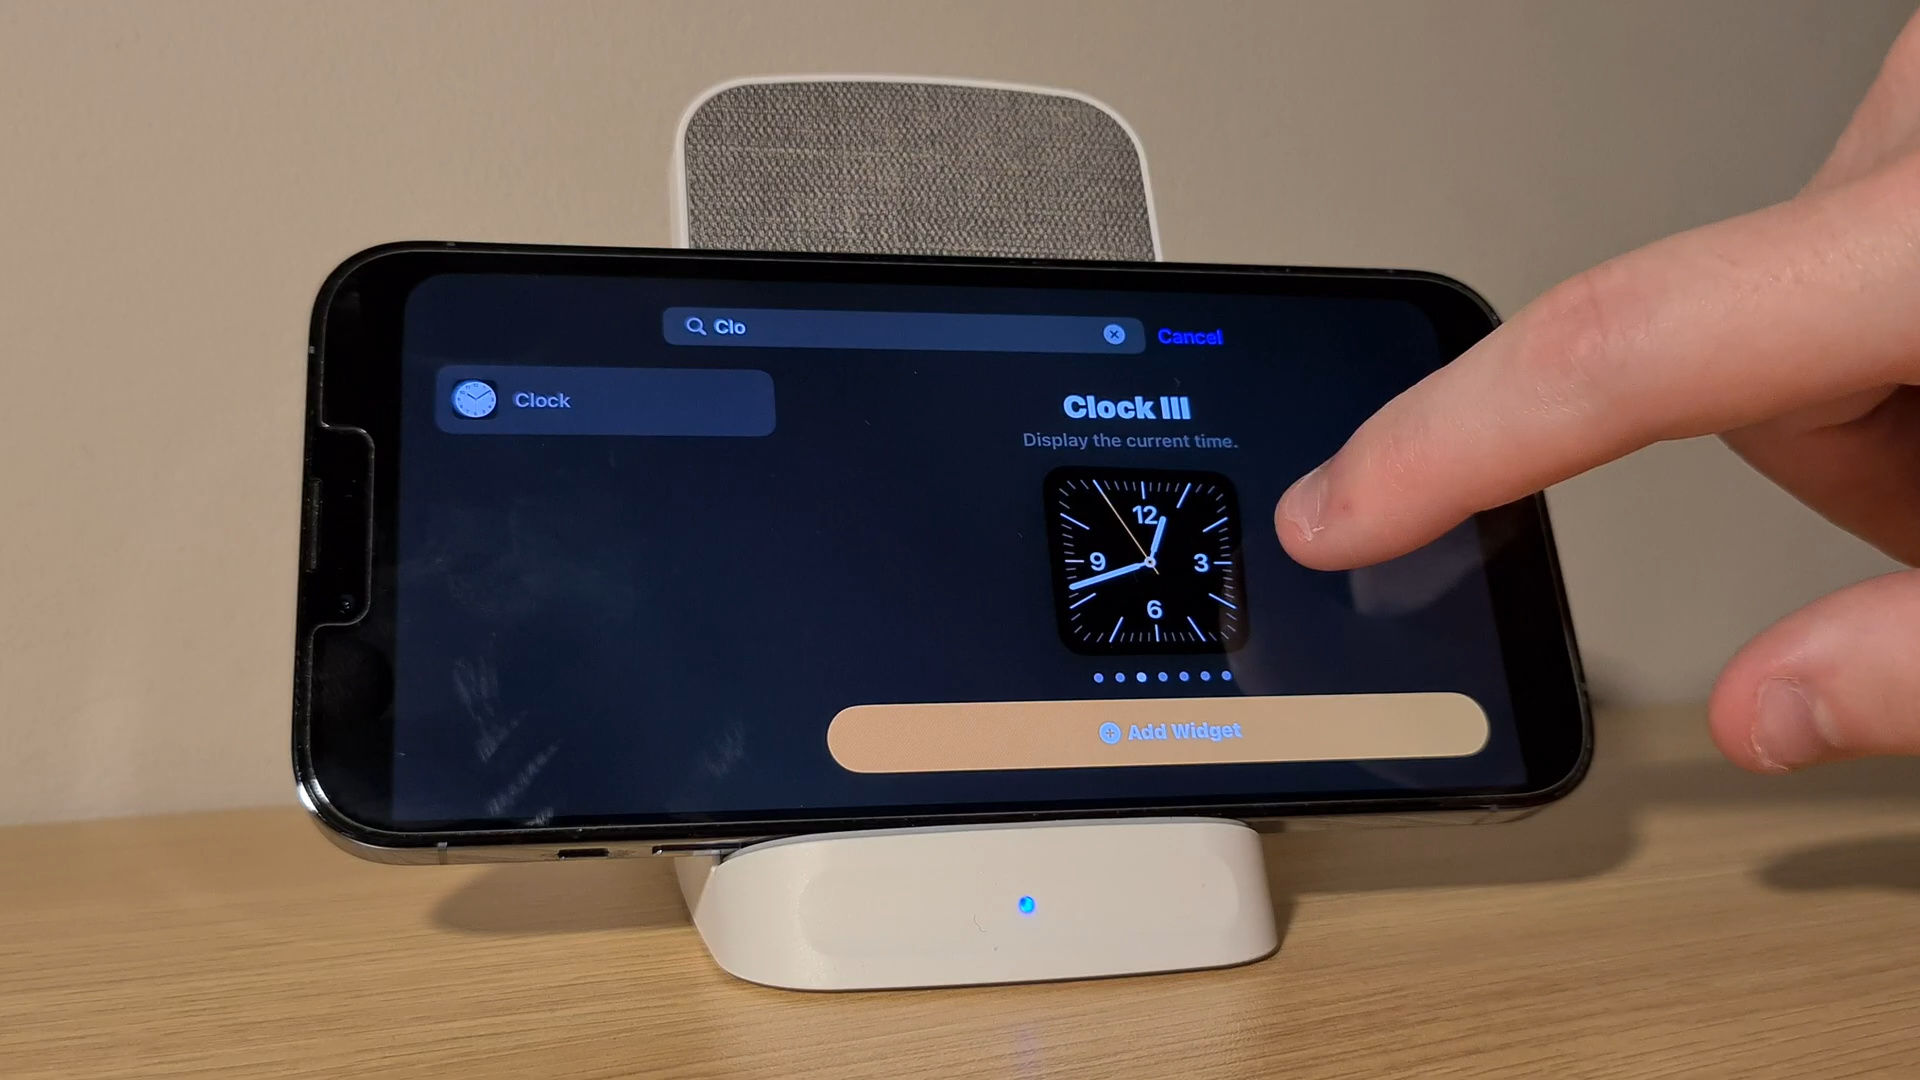 Clo
Cancel
Clock
Clock III
Display the current time.
12
9 3
6
Add Widget